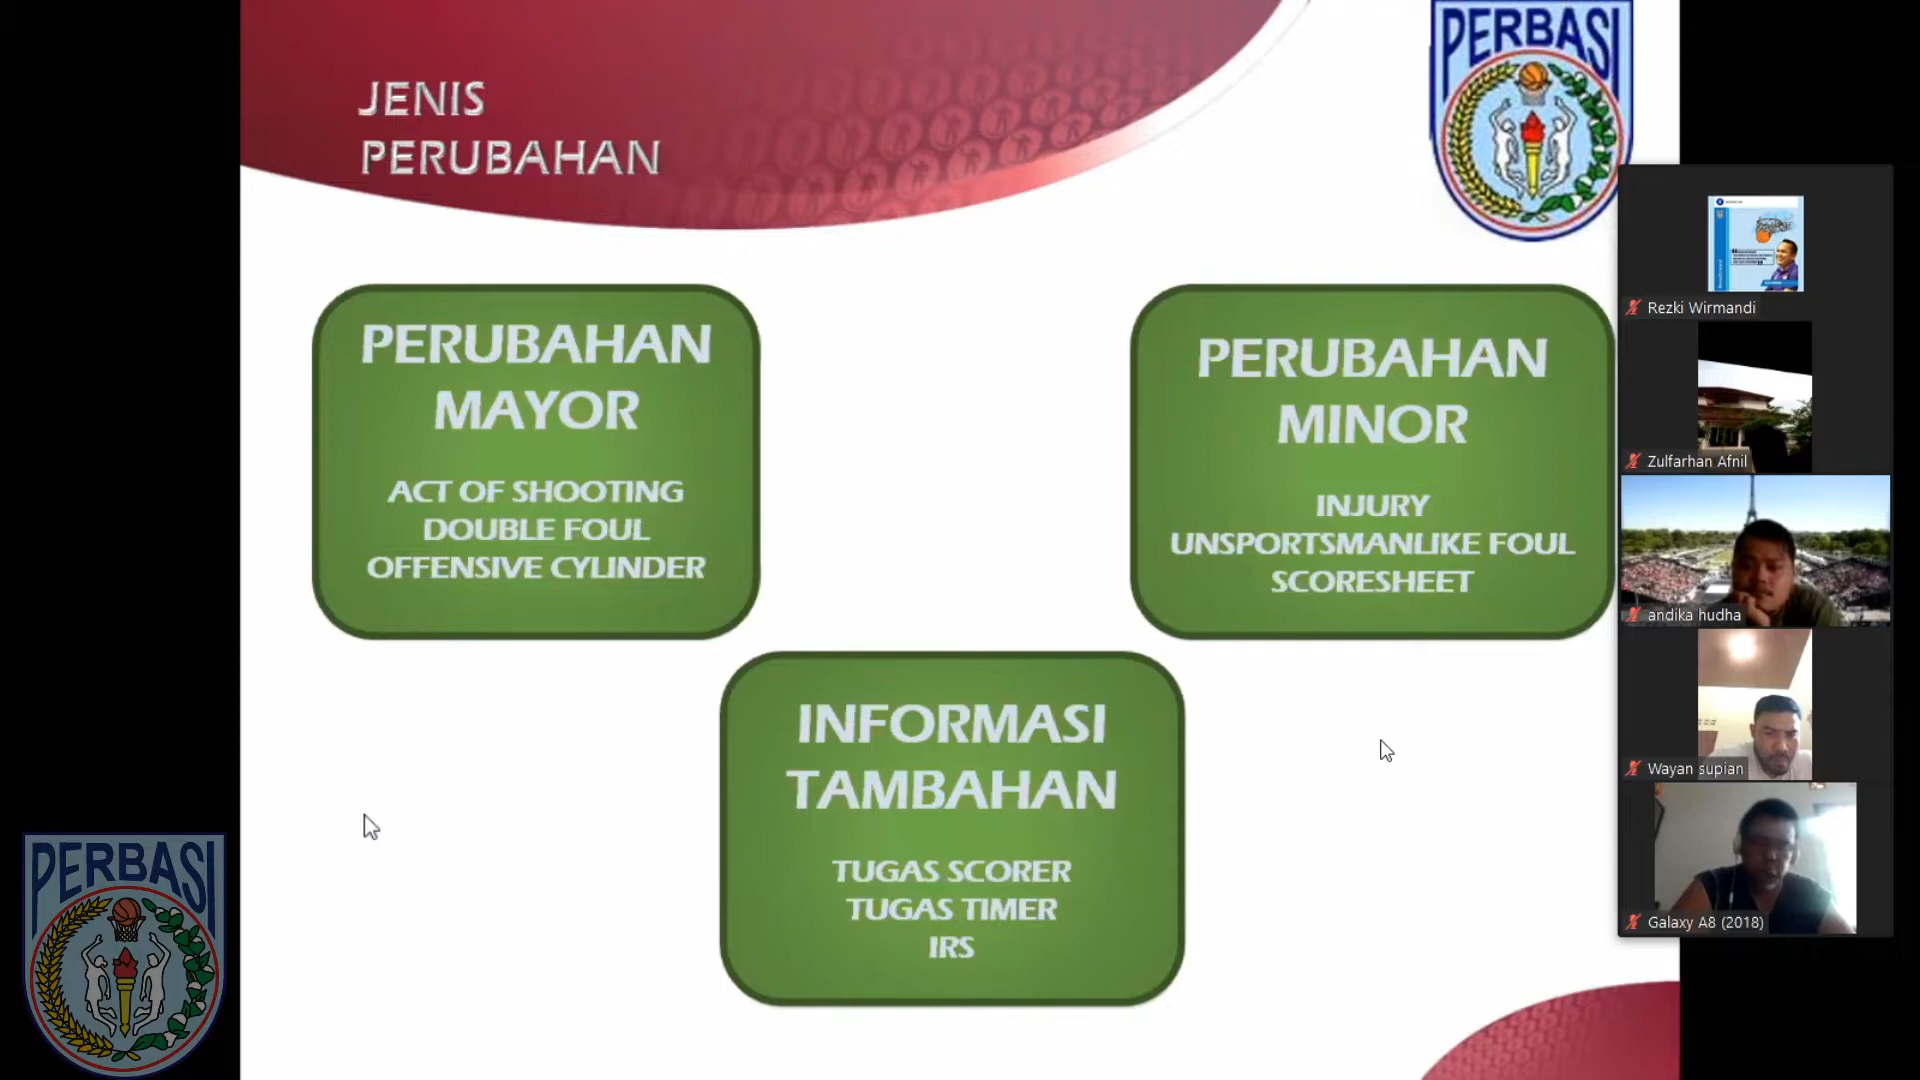 JENIS
PERUBAHAN
PERBASI
PERUBAHAN
MAYOR
ACT OF SHOOTING
DOUBLE FOUL
OFFENSIVE CYLINDER
PERUBAHAN
MINOR
INJURY
UNSPORTSMANLIKE FOUL
SCORESHEET
INFORMASI
TAMBAHAN
TUGAS SCORER
TUGAS TIMER
IRS
Rezki Wirmandi
Zulfarhan Afnil
andika hudha
Wayan supian
Galaxy A8 (2018)
PERBASI